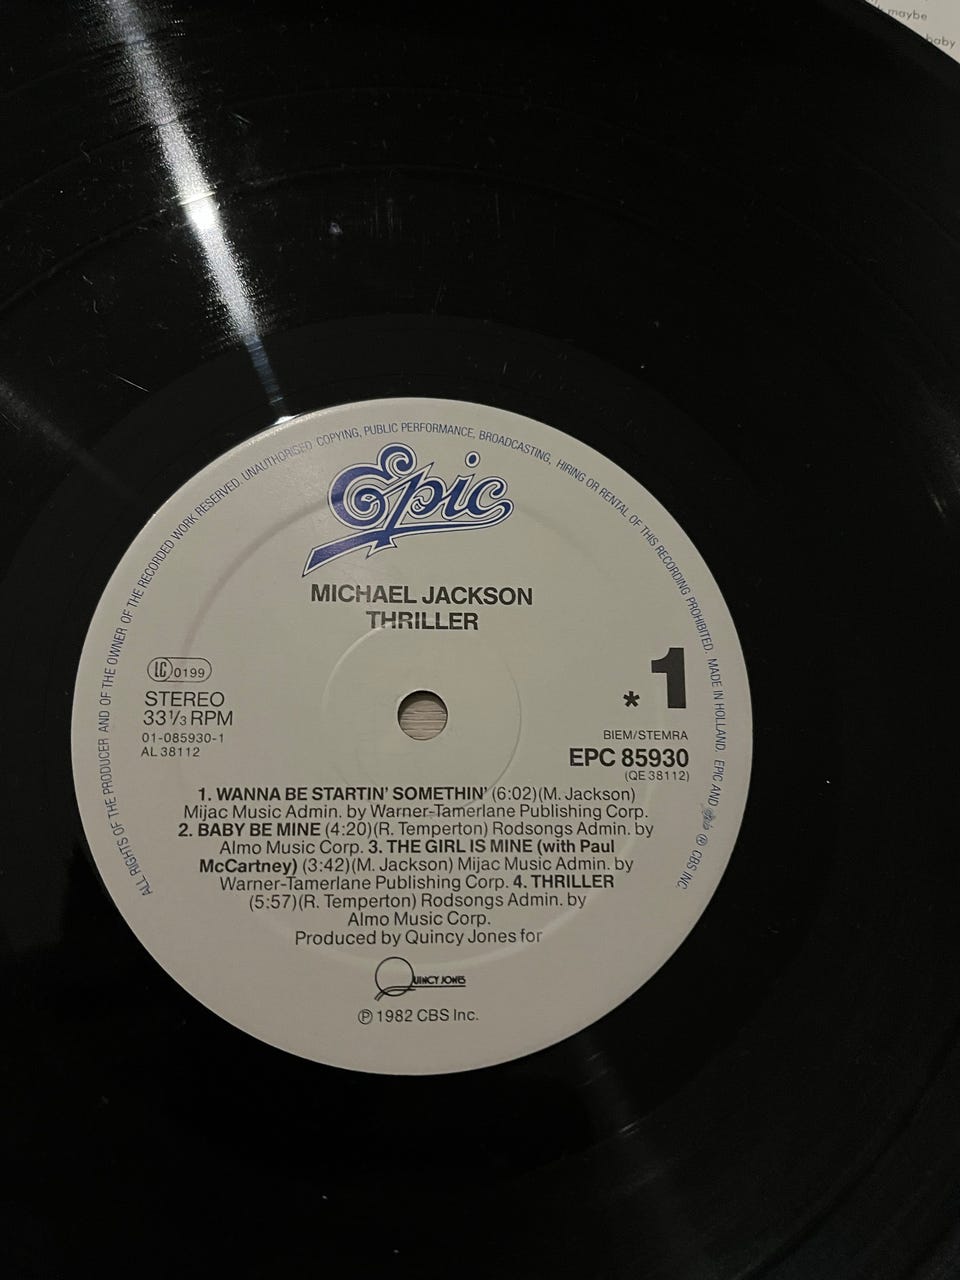 maybe
baby
ALL RIGHTS OF THE PRODUCER AND OF THE OWNER OF THE RECORDED WORK RESERVED. UNAUTHORISED COPYING, PUBLIC PERFORMANCE, BROADCASTING, HIRING OR RENTAL OF THIS RECORDING PROHIBITED. MADE IN HOLLAND. EPIC AND Epic ℗ CBS INC.
Epic
MICHAEL JACKSON
THRILLER
LC 0199
STEREO
33 1/3 RPM
01-085930-1
AL 38112
* 1
BIEM/STEMRA
EPC 85930
(QE 38112)
1. WANNA BE STARTIN' SOMETHIN' (6:02)(M. Jackson)
Mijac Music Admin. by Warner-Tamerlane Publishing Corp.
2. BABY BE MINE (4:20)(R. Temperton) Rodsongs Admin. by
Almo Music Corp. 3. THE GIRL IS MINE (with Paul
McCartney) (3:42)(M. Jackson) Mijac Music Admin. by
Warner-Tamerlane Publishing Corp. 4. THRILLER
(5:57)(R. Temperton) Rodsongs Admin. by
Almo Music Corp.
Produced by Quincy Jones for
QUINCY JONES
℗ 1982 CBS Inc.